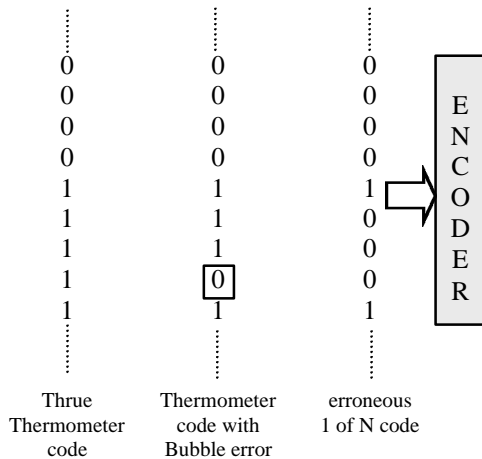 0 0 0
0 0 0
0 0 0
0 0 0
1 1 1
1 1 0
1 1 0
1 0 0
1 1 1
E
N
C
O
D
E
R
Thrue
Thermometer
code
Thermometer
code with
Bubble error
erroneous
1 of N code